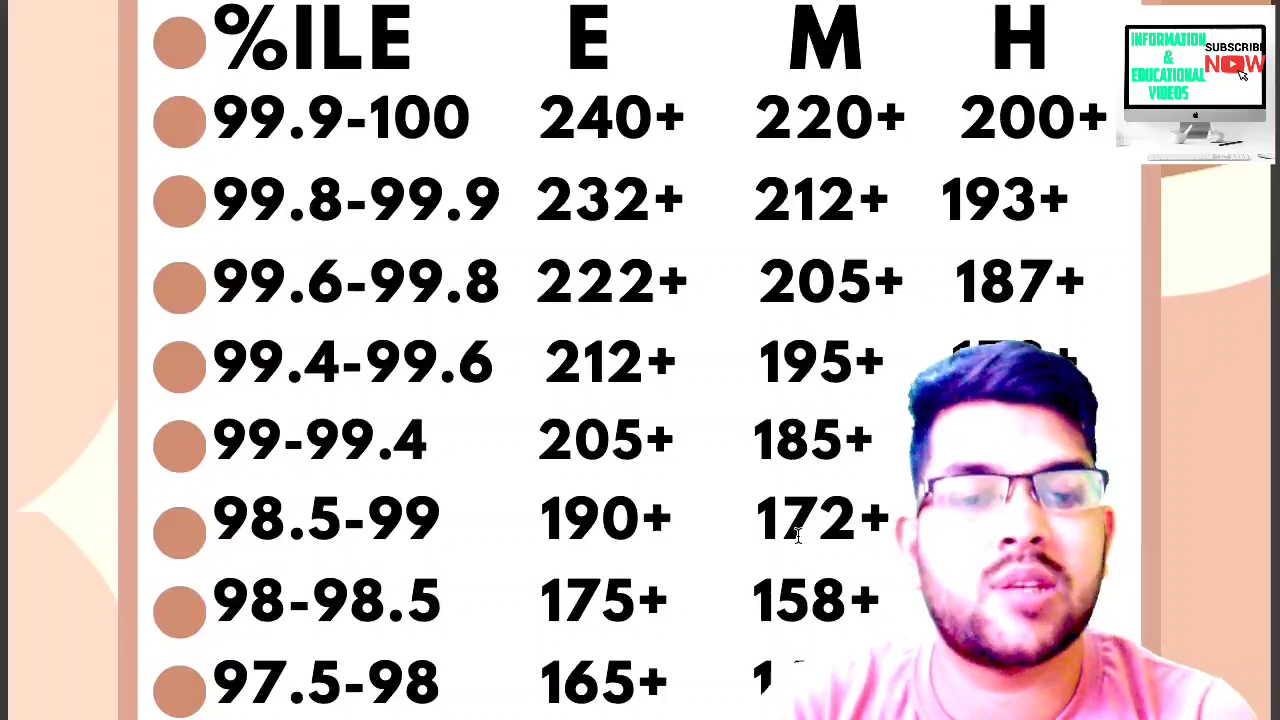 %ILE E M H
99.9-100 240+ 220+ 200+
99.8-99.9 232+ 212+ 193+
99.6-99.8 222+ 205+ 187+
99.4-99.6 212+ 195+
99-99.4 205+ 185+
98.5-99 190+ 172+
98-98.5 175+ 158+
97.5-98 165+
INFORMATION
&
EDUCATIONAL
VIDEOS
SUBSCRIBE
NOW